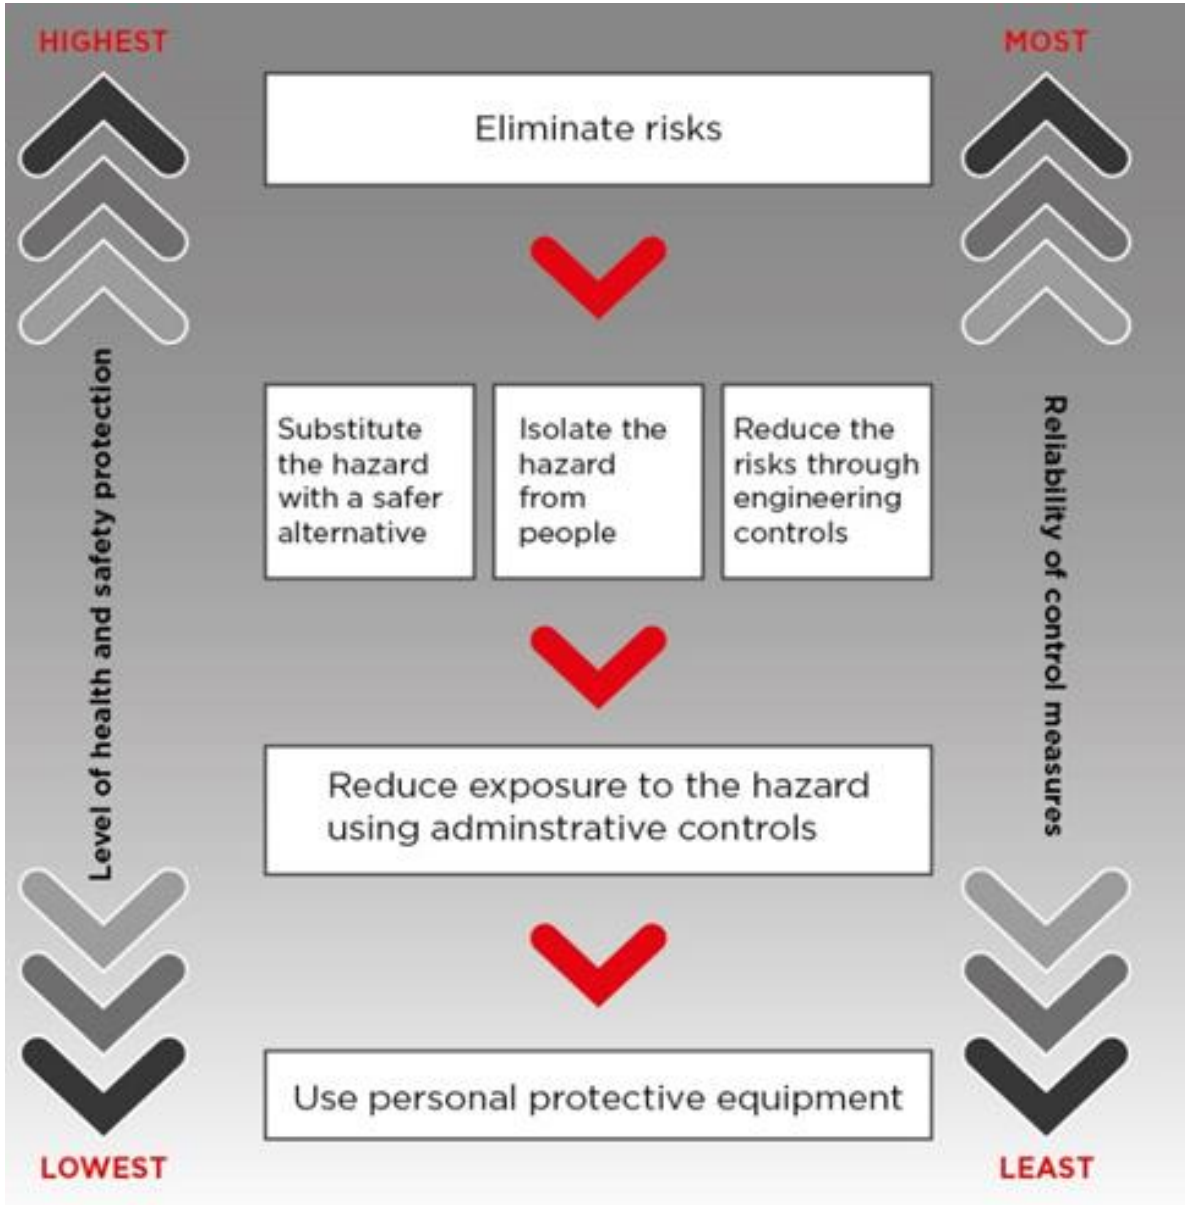 HIGHEST
MOST
Eliminate risks
Substitute
the hazard
with a safer
alternative
Isolate the
hazard
from
people
Reduce the
risks through
engineering
controls
Level of health and safety protection
Reliability of control measures
Reduce exposure to the hazard
using adminstrative controls
Use personal protective equipment
LOWEST
LEAST